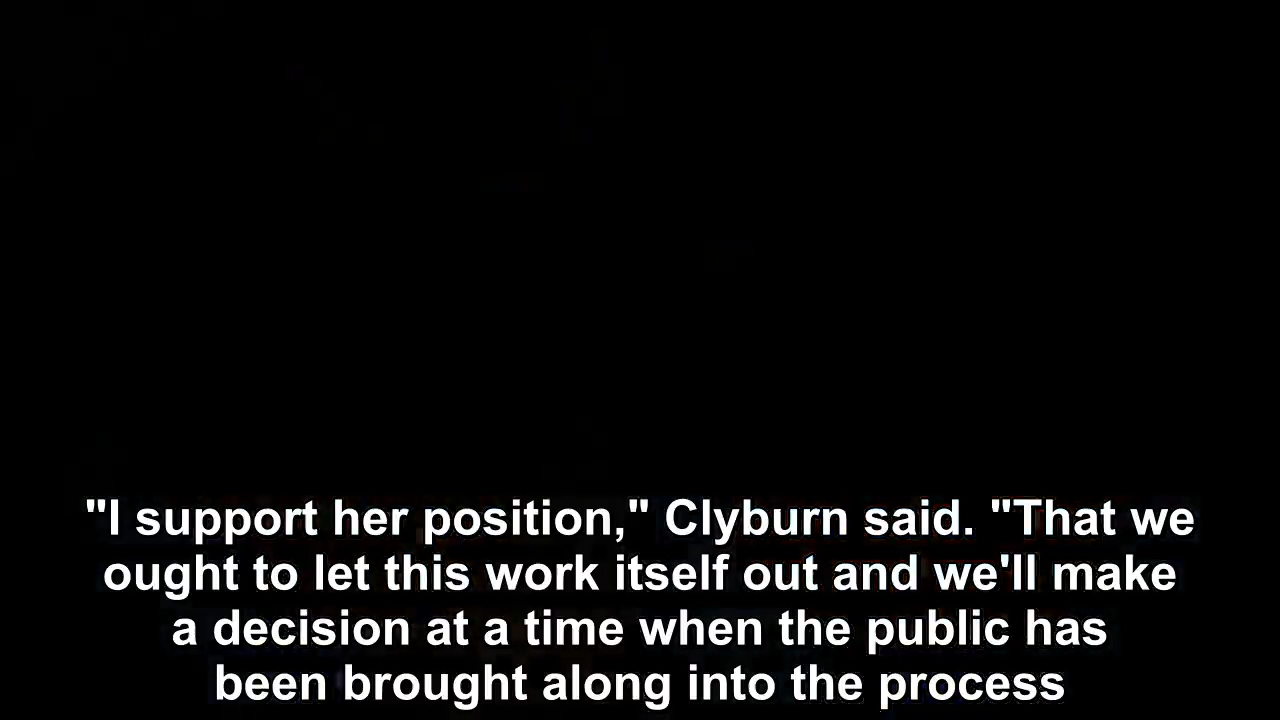 "I support her position," Clyburn said. "That we
ought to let this work itself out and we'll make
a decision at a time when the public has
been brought along into the process